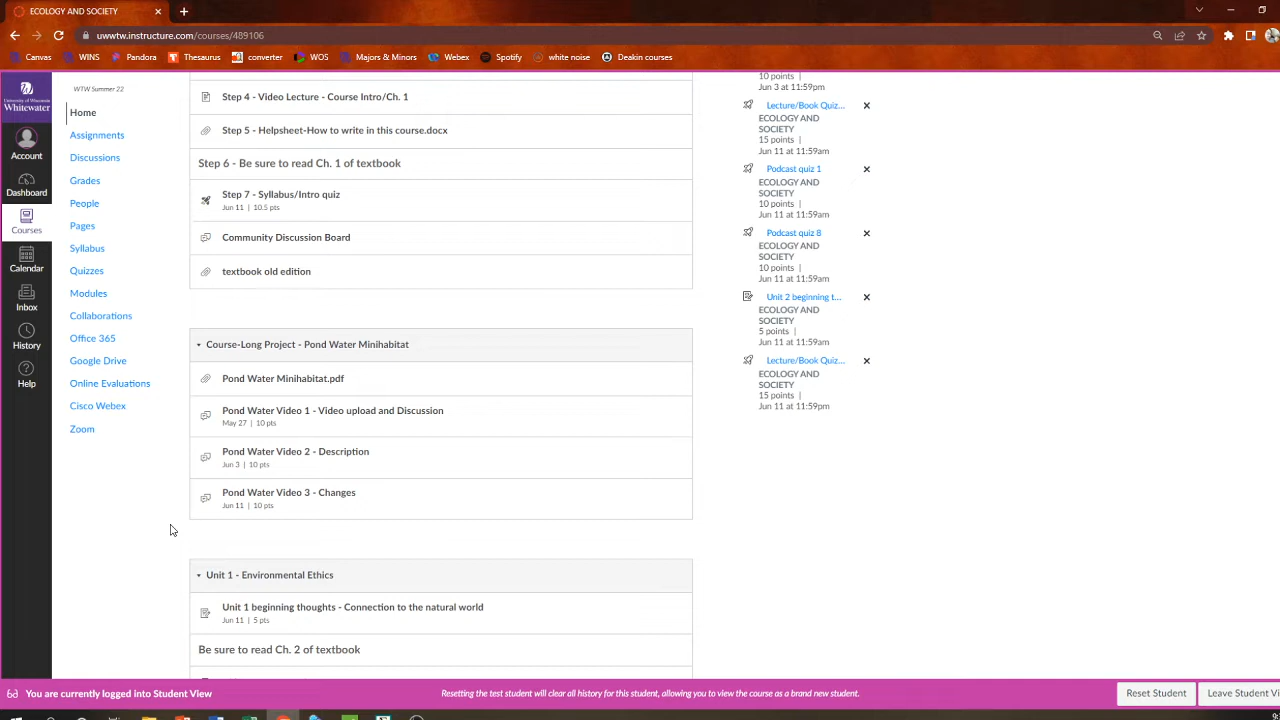 ECOLOGY AND SOCIETY
uwwtw.instructure.com/courses/489106
Canvas WINS Pandora Thesaurus converter WOS Majors & Minors Webex Spotify white noise Deakin courses
University of Wisconsin
Whitewater
Account
Dashboard
Courses
Calendar
Inbox
History
Help
WTW Summer 22
Home
Assignments
Discussions
Grades
People
Pages
Syllabus
Quizzes
Modules
Collaborations
Office 365
Google Drive
Online Evaluations
Cisco Webex
Zoom
Step 4 - Video Lecture - Course Intro/Ch. 1
Step 5 - Helpsheet-How to write in this course.docx
Step 6 - Be sure to read Ch. 1 of textbook
Step 7 - Syllabus/Intro quiz
Jun 11 | 10.5 pts
Community Discussion Board
textbook old edition
Course-Long Project - Pond Water Minihabitat
Pond Water Minihabitat.pdf
Pond Water Video 1 - Video upload and Discussion
May 27 | 10 pts
Pond Water Video 2 - Description
Jun 3 | 10 pts
Pond Water Video 3 - Changes
Jun 11 | 10 pts
Unit 1 - Environmental Ethics
Unit 1 beginning thoughts - Connection to the natural world
Jun 11 | 5 pts
Be sure to read Ch. 2 of textbook
10 points |
Jun 3 at 11:59pm
Lecture/Book Quiz...
ECOLOGY AND
SOCIETY
15 points |
Jun 11 at 11:59am
Podcast quiz 1
ECOLOGY AND
SOCIETY
10 points |
Jun 11 at 11:59am
Podcast quiz 8
ECOLOGY AND
SOCIETY
10 points |
Jun 11 at 11:59am
Unit 2 beginning t...
ECOLOGY AND
SOCIETY
5 points |
Jun 11 at 11:59am
Lecture/Book Quiz...
ECOLOGY AND
SOCIETY
15 points |
Jun 11 at 11:59pm
You are currently logged into Student View
Resetting the test student will clear all history for this student, allowing you to view the course as a brand new student.
Reset Student
Leave Student Vi